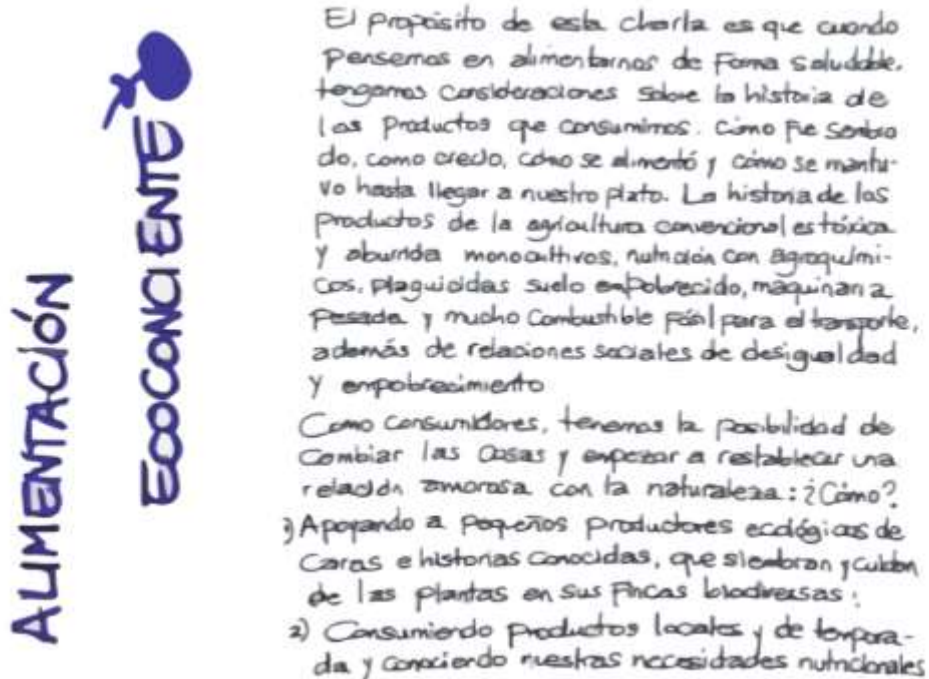 ALIMENTACIÓN
ECOCONCIENTE
El propósito de esta charla es que cuando
pensemos en alimentarnos de forma saludable,
tengamos consideraciones sobre la historia de
los productos que consumimos. Cómo fue sembra
do, como creció, cómo se alimentó y cómo se mantu-
vo hasta llegar a nuestro plato. La historia de los
productos de la agricultura convencional es tóxica
y aburrida monocultivos, nutrición con agroquími-
cos, plaguicidas suelo empobrecido, maquinaria
pesada y mucho combustible fósil para el transporte,
además de relaciones sociales de desigualdad
y empobrecimiento
Como consumidores, tenemos la posibilidad de
cambiar las cosas y empezar a restablecer una
relación amorosa con la naturaleza: ¿Cómo?
1) Apoyando a pequeños productores ecológicos de
caras e historias conocidas, que siembran y cuidan
de las plantas en sus fincas biodiversas.
2) Consumiendo productos locales y de tempora-
da y conociendo nuestras necesidades nutricionales